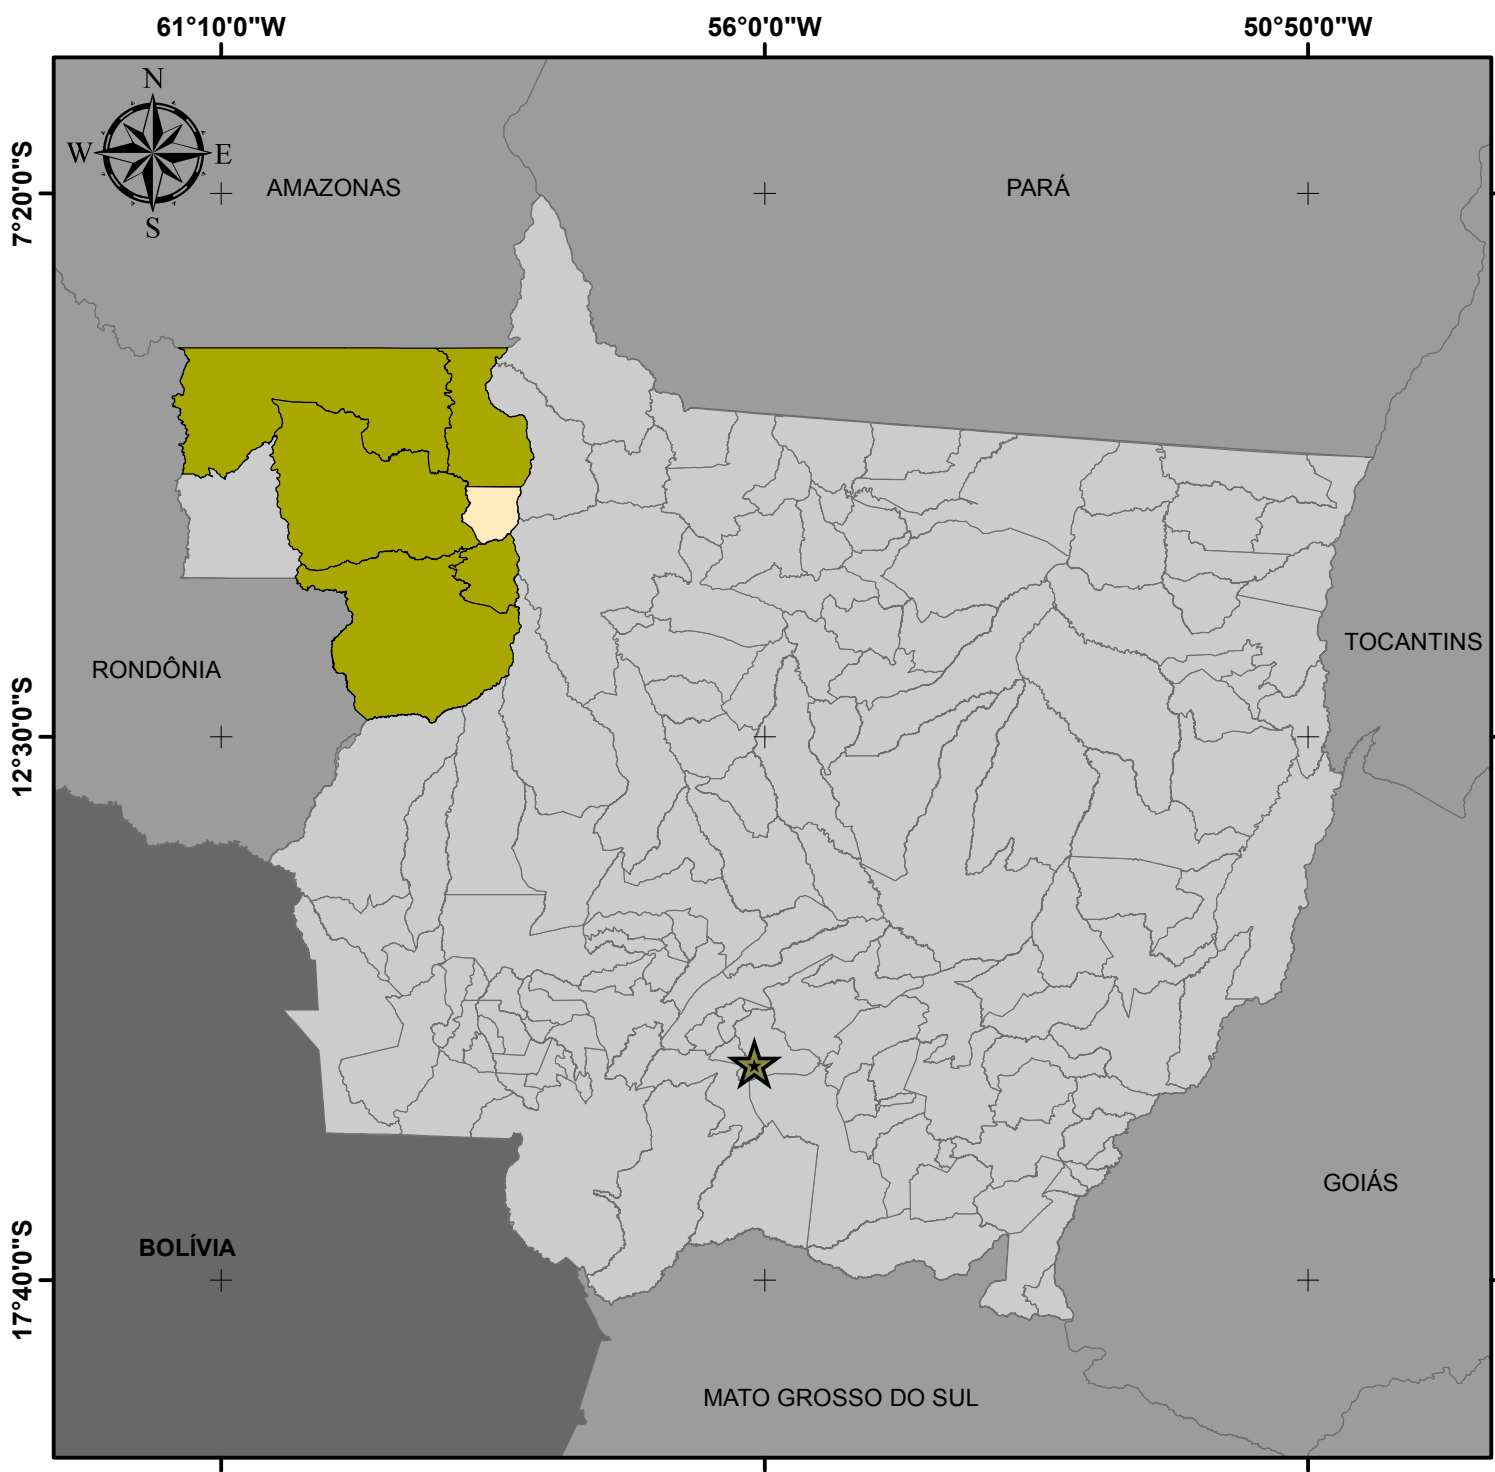 61°10'0"W 56°0'0"W 50°50'0"W
N
W E
S
7°20'0"S
AMAZONAS
PARÁ
TOCANTINS
RONDÔNIA
12°30'0"S
GOIÁS
BOLÍVIA
17°40'0"S
MATO GROSSO DO SUL